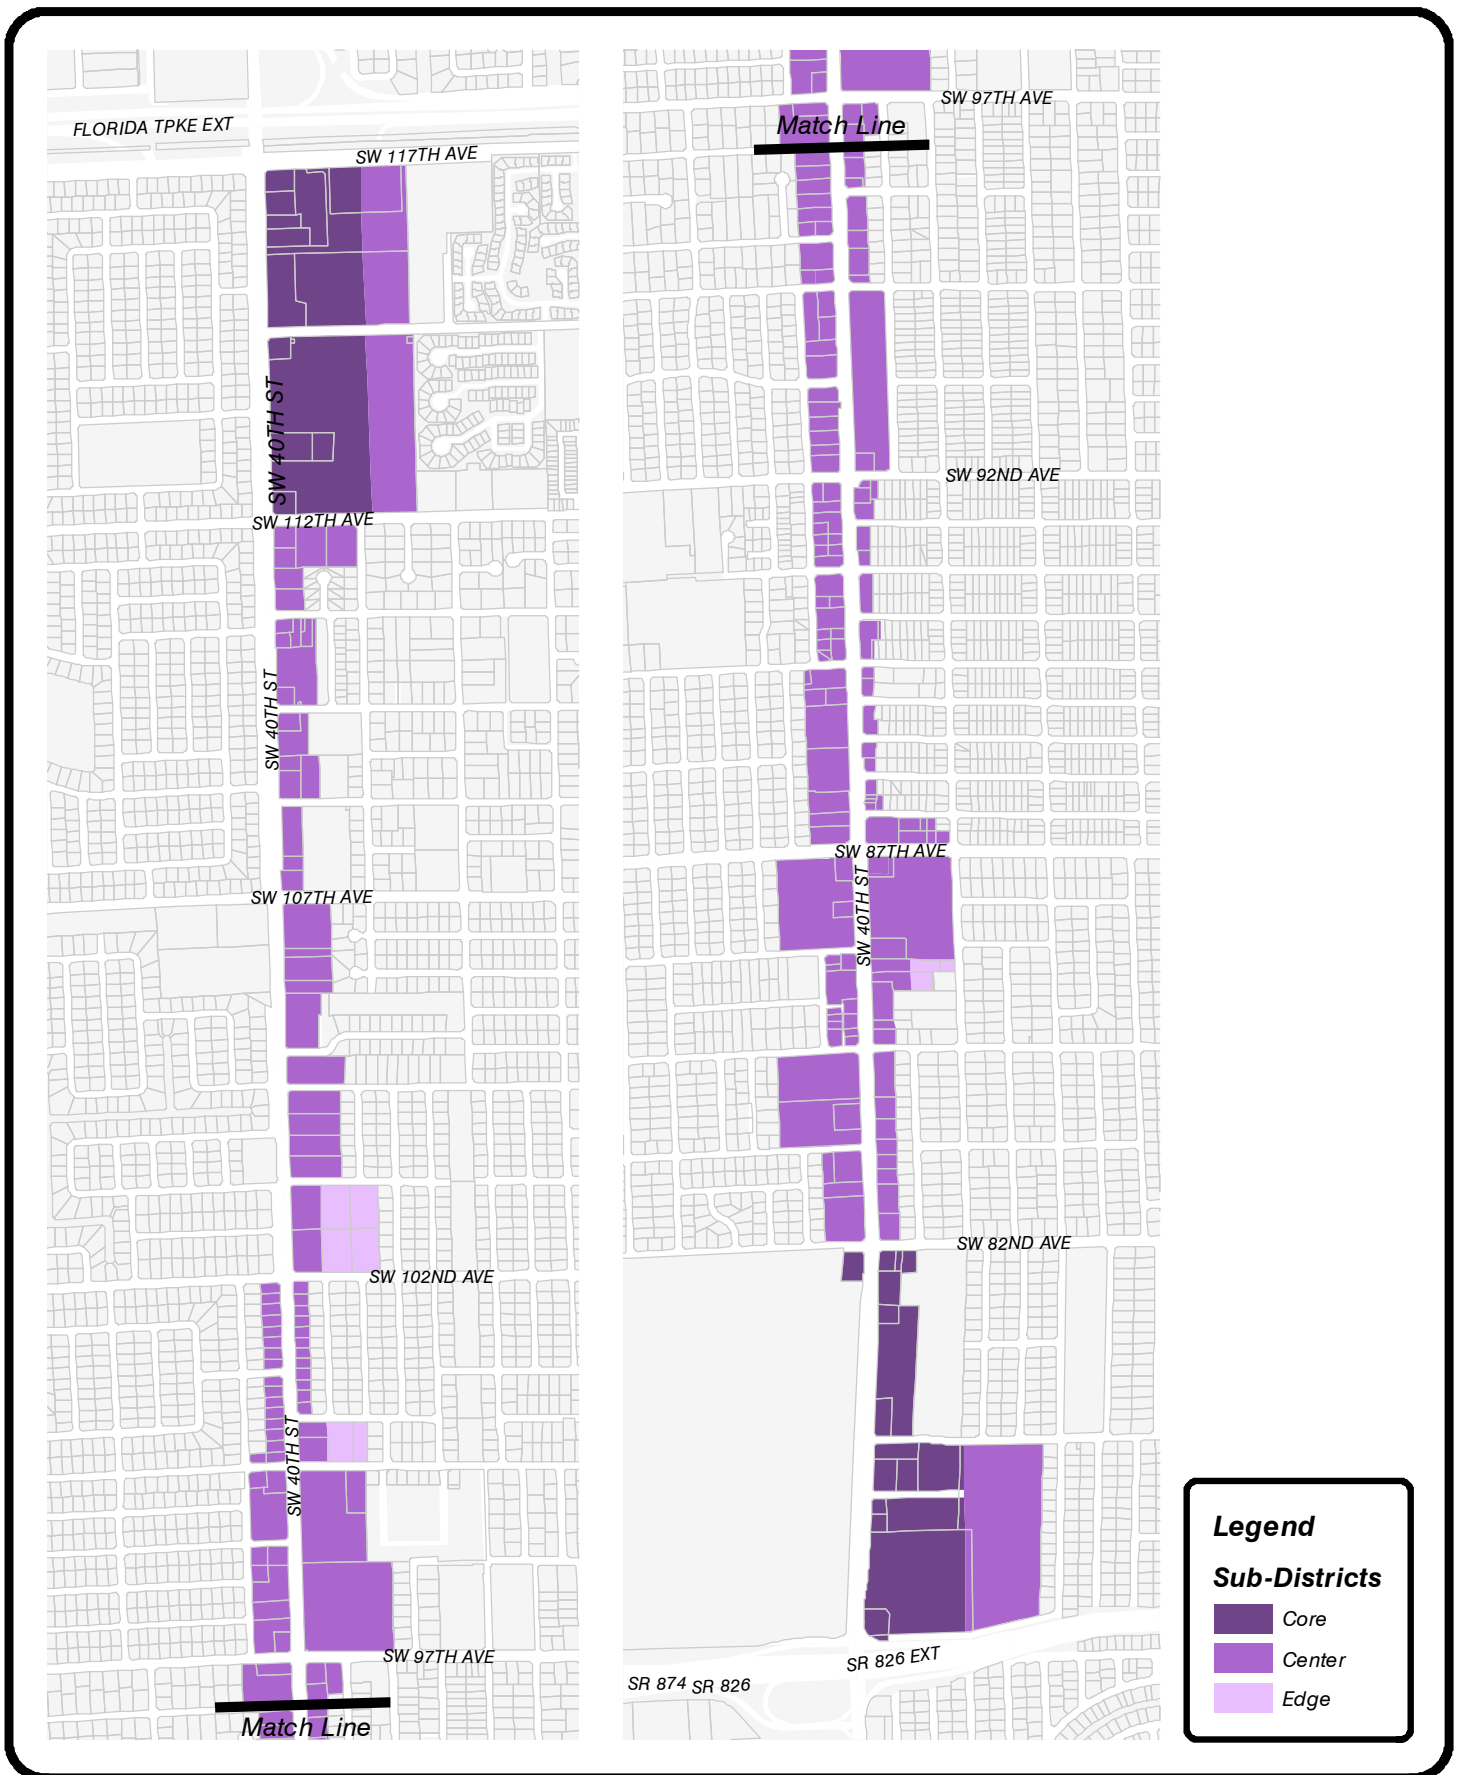 FLORIDA TPKE EXT
SW 117TH AVE
SW 40TH ST
SW 112TH AVE
SW 40TH ST
SW 107TH AVE
SW 102ND AVE
SW 40TH ST
SW 97TH AVE
Match Line
SW 97TH AVE
Match Line
SW 92ND AVE
SW 87TH AVE
SW 40TH ST
SW 82ND AVE
SR 826 EXT
SR 874
SR 826
Legend
Sub-Districts
Core
Center
Edge